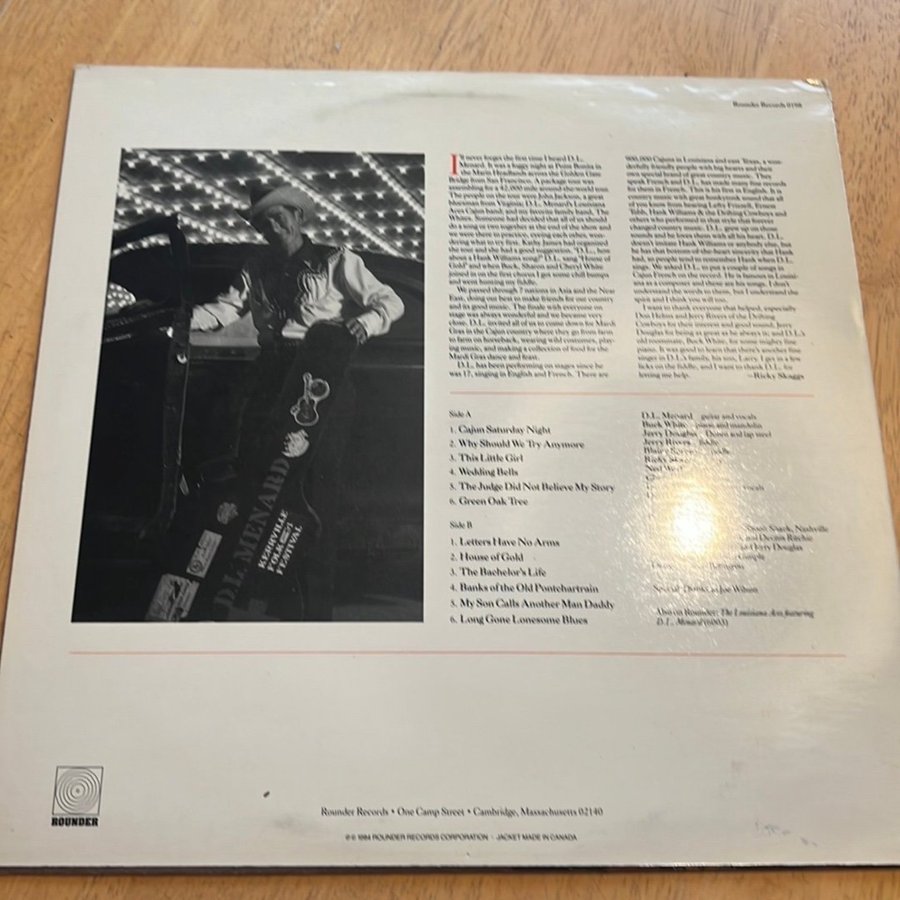 Rounder Records 0198
I'll never forget the first time I heard D.L.
Menard. It was a foggy night at Point Bonita in
the Marin Headlands across the Golden Gate
Bridge from San Francisco. A package tour was
assembling for a 42,000 mile around-the-world tour.
The people on the tour were John Jackson, a great
bluesman from Virginia; D.L. Menard's Louisiana
Aces Cajun band; and my favorite family band, The
Whites. Someone had decided that all of us should
do a song or two together at the end of the show and
we were there to practice, eyeing each other, won-
dering what to try first. Kathy James had organized
the tour and she had a good suggestion. "D.L., how
about a Hank Williams song?" D.L. sang "House of
Gold" and when Buck, Sharon and Cheryl White
joined in on the first chorus I got some chill bumps
and went hunting my fiddle.
We passed through 7 nations in Asia and the Near
East, doing our best to make friends for our country
and its good music. The finale with everyone on
stage was always wonderful and we became very
close. D.L. invited all of us to come down for Mardi
Gras in the Cajun country where they go from farm
to farm on horseback, wearing wild costumes, play-
ing music, and making a collection of food for the
Mardi Gras dance and feast.
D.L. has been performing on stages since he
was 17, singing in English and French. There are
900,000 Cajuns in Louisiana and east Texas, a won-
derfully friendly people with big hearts and their
own special brand of great country music. They
speak French and D.L. has made many fine records
for them in French. This is his first in English. It is
country music with great honkytonk sound that all
of you know from hearing Lefty Frizzell, Ernest
Tubb, Hank Williams & the Drifting Cowboys and
others who performed in that style that forever
changed country music. D.L. grew up on those
sounds and he loves them with all his heart. D.L.
doesn't imitate Hank Williams or anybody else, but
he has that bottom-of-the-heart sincerity that Hank
had, so people tend to remember Hank when D.L.
sings. We asked D.L. to put a couple of songs in
Cajun French on the record. He is famous in Louisi-
ana as a composer and these are his songs. I don't
understand the words to them, but I understand the
spirit and I think you will too.
I want to thank everyone that helped, especially
Don Helms and Jerry Rivers of the Drifting
Cowboys for their interest and good sound, Jerry
Douglas for being as great as he always is; and D.L.'s
old roommate, Buck White, for some mighty fine
piano. It was good to learn that there's another fine
singer in D.L.'s family, his son, Larry. I got in a few
licks on the fiddle, and I want to thank D.L. for
letting me help. —Ricky Skaggs
Side A
1. Cajun Saturday Night
2. Why Should We Try Anymore
3. This Little Girl
4. Wedding Bells
5. The Judge Did Not Believe My Story
6. Green Oak Tree
Side B
1. Letters Have No Arms
2. House of Gold
3. The Bachelor's Life
4. Banks of the Old Pontchartrain
5. My Son Calls Another Man Daddy
6. Long Gone Lonesome Blues
D.L. Menard guitar and vocals
Buck White piano and mandolin
Jerry Douglas Dobro and lap steel
Jerry Rivers fiddle
Ricky
vocals
Shack, Nashville
and Dennis Ritchie
Jerry Douglas
Special Thanks to Joe Wilson
Also on Rounder: The Louisiana Aces featuring
D.L. Menard (6003)
D.L. MENARD
KERRVILLE
FOLK
FESTIVAL
ROUNDER
Rounder Records • One Camp Street • Cambridge, Massachusetts 02140
℗© 1984 ROUNDER RECORDS CORPORATION · JACKET MADE IN CANADA